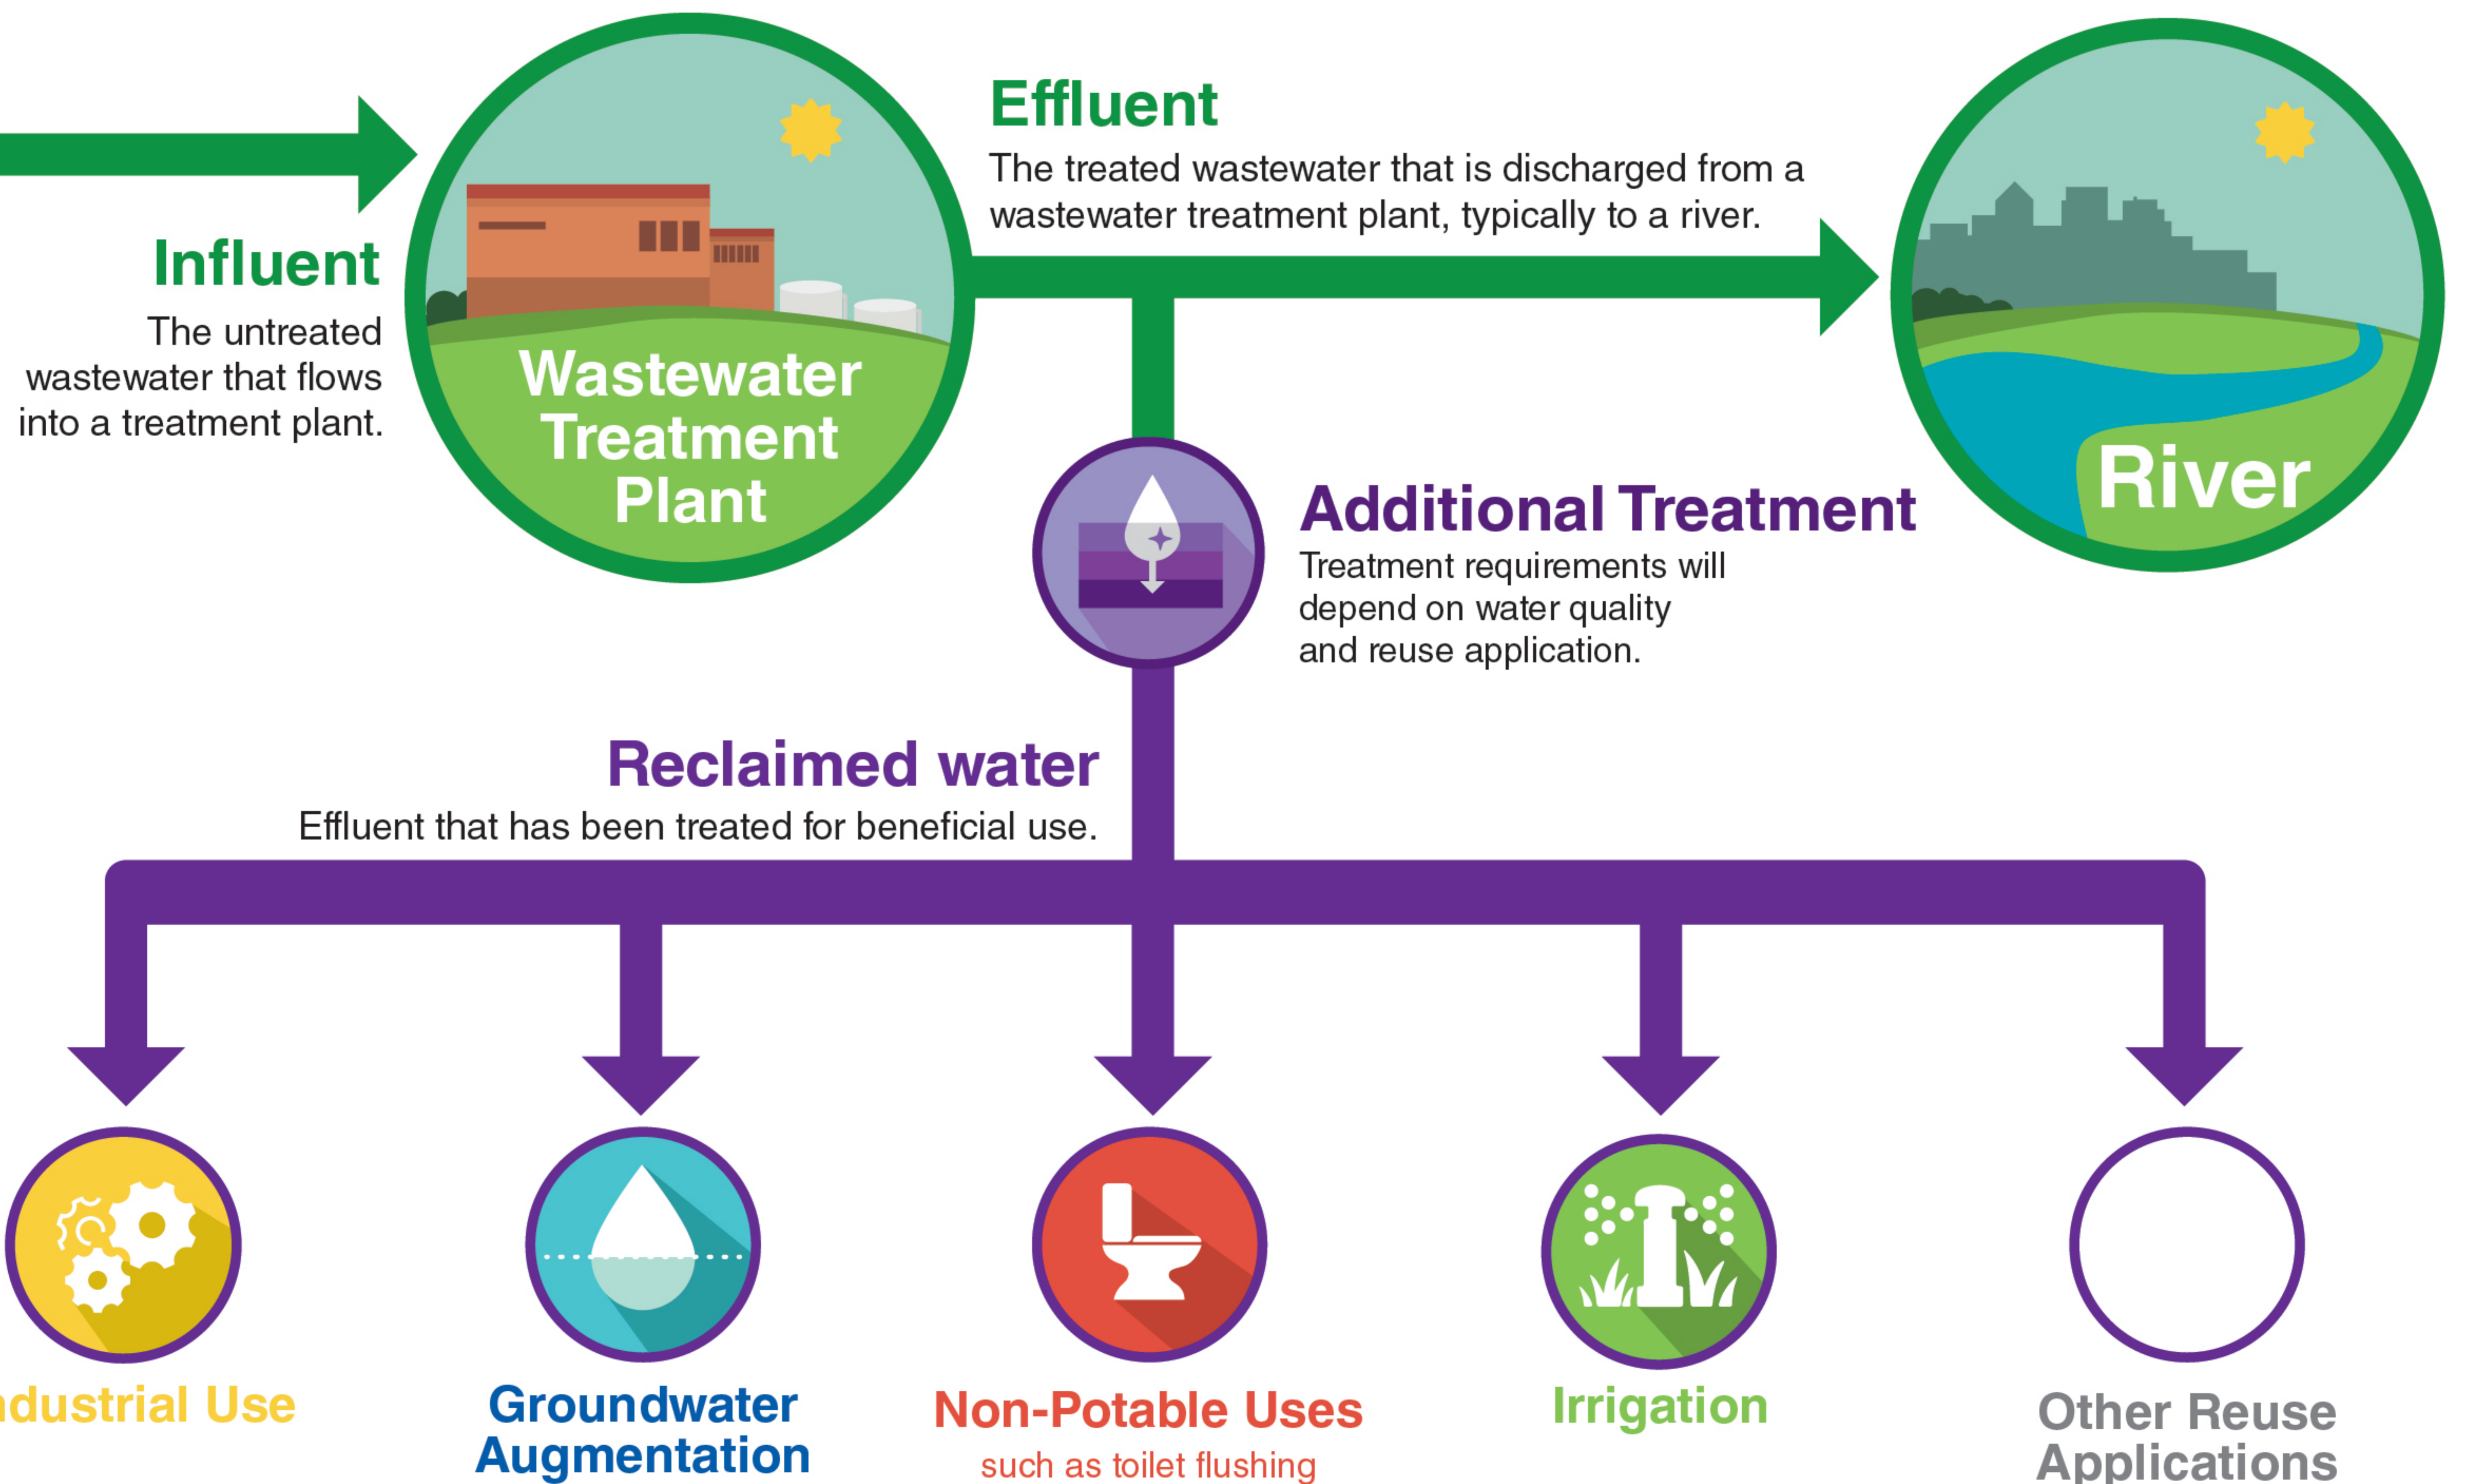 Effluent
The treated wastewater that is discharged from a
wastewater treatment plant, typically to a river.
Influent
The untreated
wastewater that flows
into a treatment plant.
Wastewater
Treatment
Plant
River
Additional Treatment
Treatment requirements will
depend on water quality
and reuse application.
Reclaimed water
Effluent that has been treated for beneficial use.
ndustrial Use
Groundwater
Augmentation
Non-Potable Uses
such as toilet flushing
Irrigation
Other Reuse
Applications